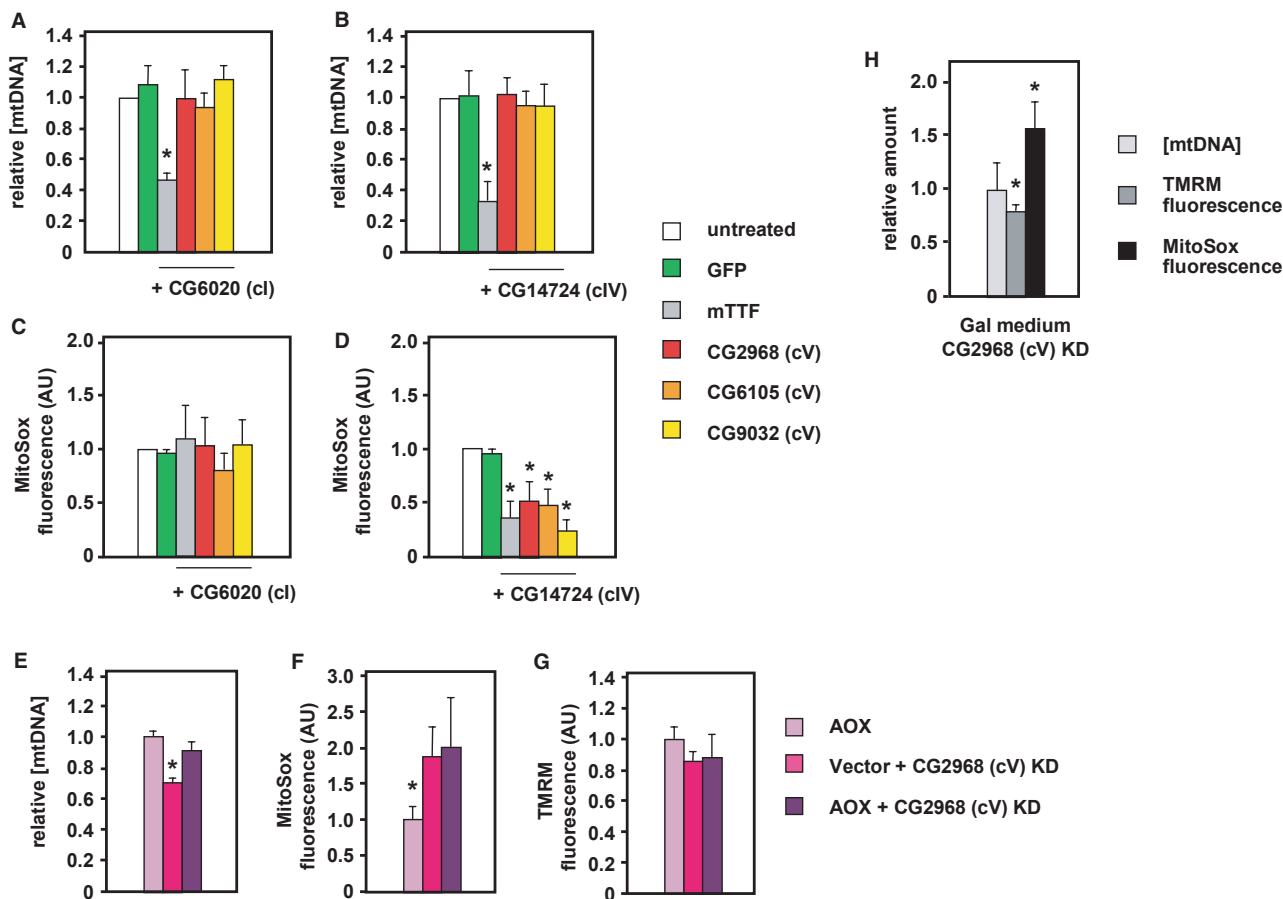 A
relative [mtDNA]
1.4
1.2
1.0
0.8
0.6
0.4
0.2
0
*
+ CG6020 (cI)
B
relative [mtDNA]
1.4
1.2
1.0
0.8
0.6
0.4
0.2
0
*
+ CG14724 (cIV)
untreated
GFP
mTTF
CG2968 (cV)
CG6105 (cV)
CG9032 (cV)
H
relative amount
2.0
1.5
1.0
0.5
0
*
*
Gal medium
CG2968 (cV) KD
[mtDNA]
TMRM
fluorescence
MitoSox
fluorescence
C
MitoSox
fluorescence (AU)
2.0
1.5
1.0
0.5
0
+ CG6020 (cI)
D
MitoSox
fluorescence (AU)
2.0
1.5
1.0
0.5
0
*
*
*
*
+ CG14724 (cIV)
E
relative [mtDNA]
1.4
1.2
1.0
0.8
0.6
0.4
0.2
0
*
F
MitoSox
fluorescence (AU)
3.0
2.5
2.0
1.5
1.0
0.5
0
*
G
TMRM
fluorescence (AU)
1.4
1.2
1.0
0.8
0.6
0.4
0.2
0
AOX
Vector + CG2968 (cV) KD
AOX + CG2968 (cV) KD